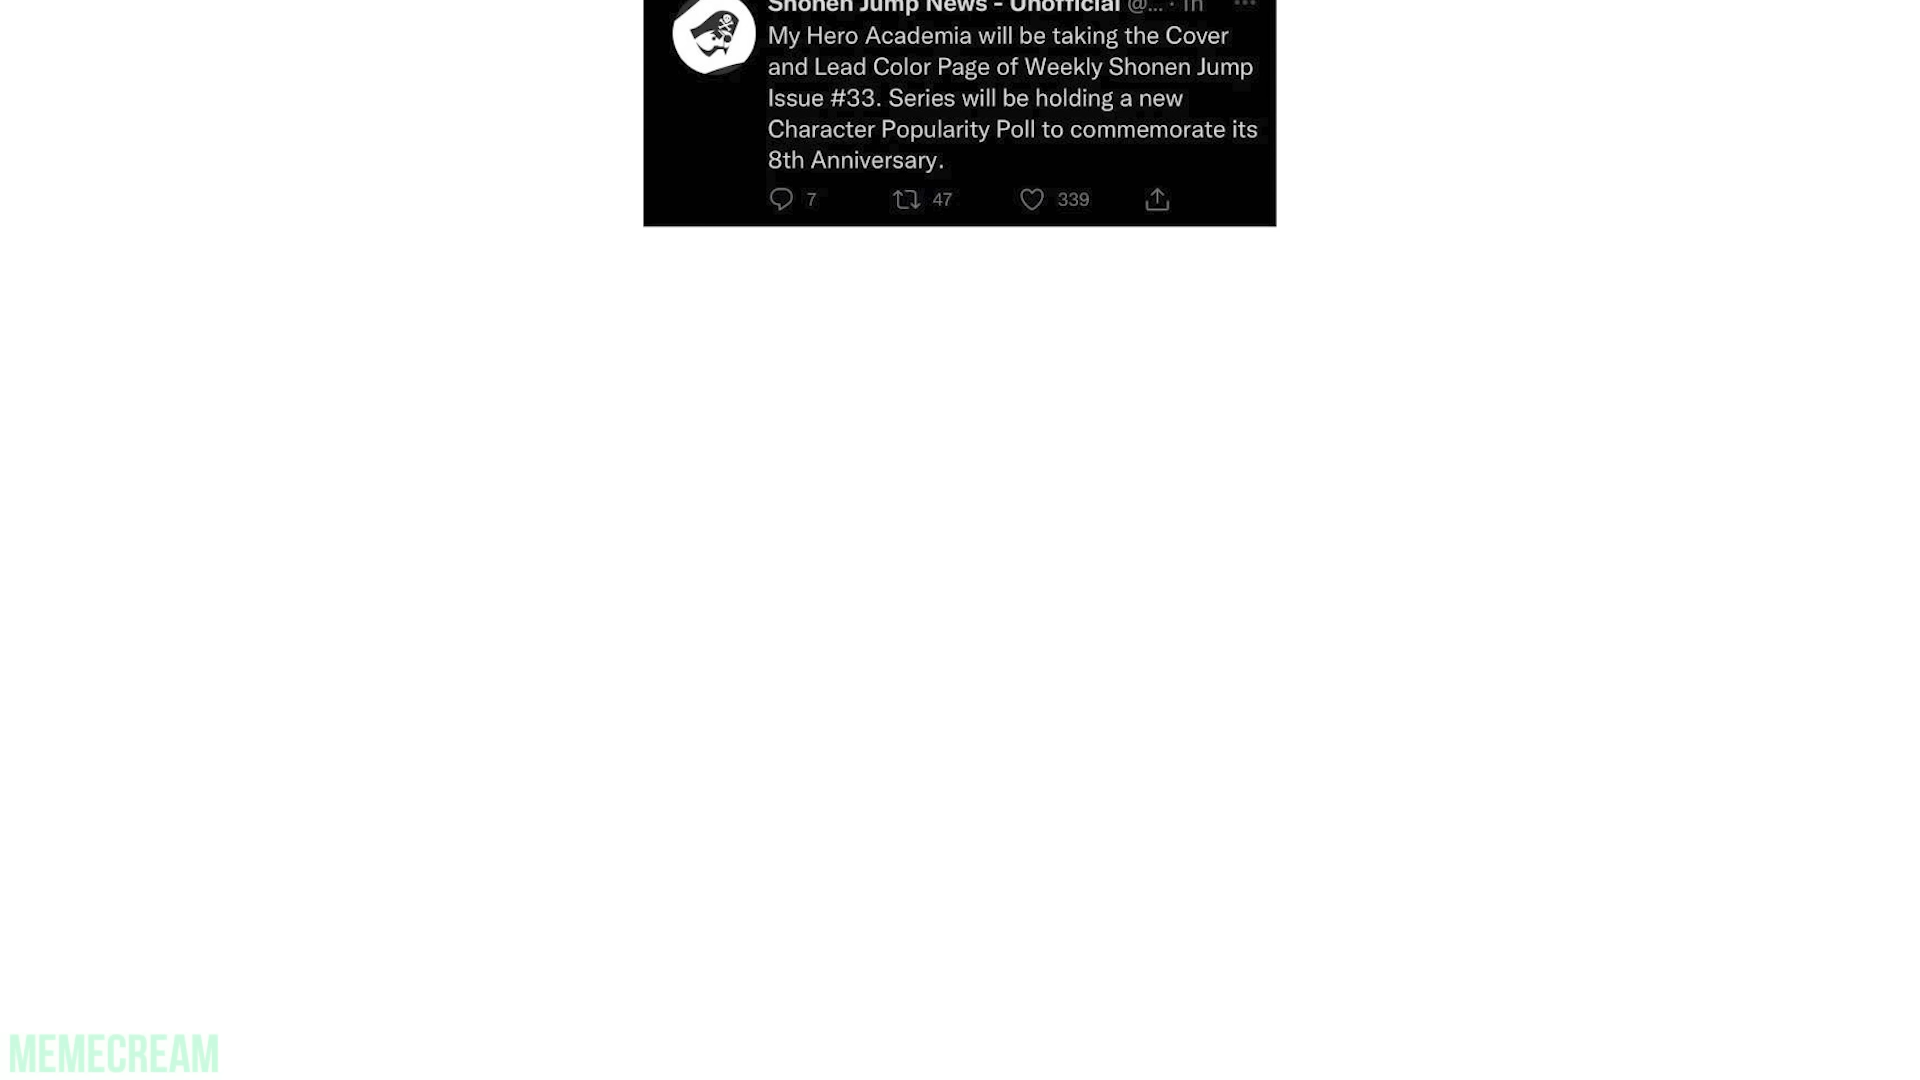 Shonen Jump News - Unofficial @... · 1h
My Hero Academia will be taking the Cover
and Lead Color Page of Weekly Shonen Jump
Issue #33. Series will be holding a new
Character Popularity Poll to commemorate its
8th Anniversary.
7 47 339
MEMECREAM